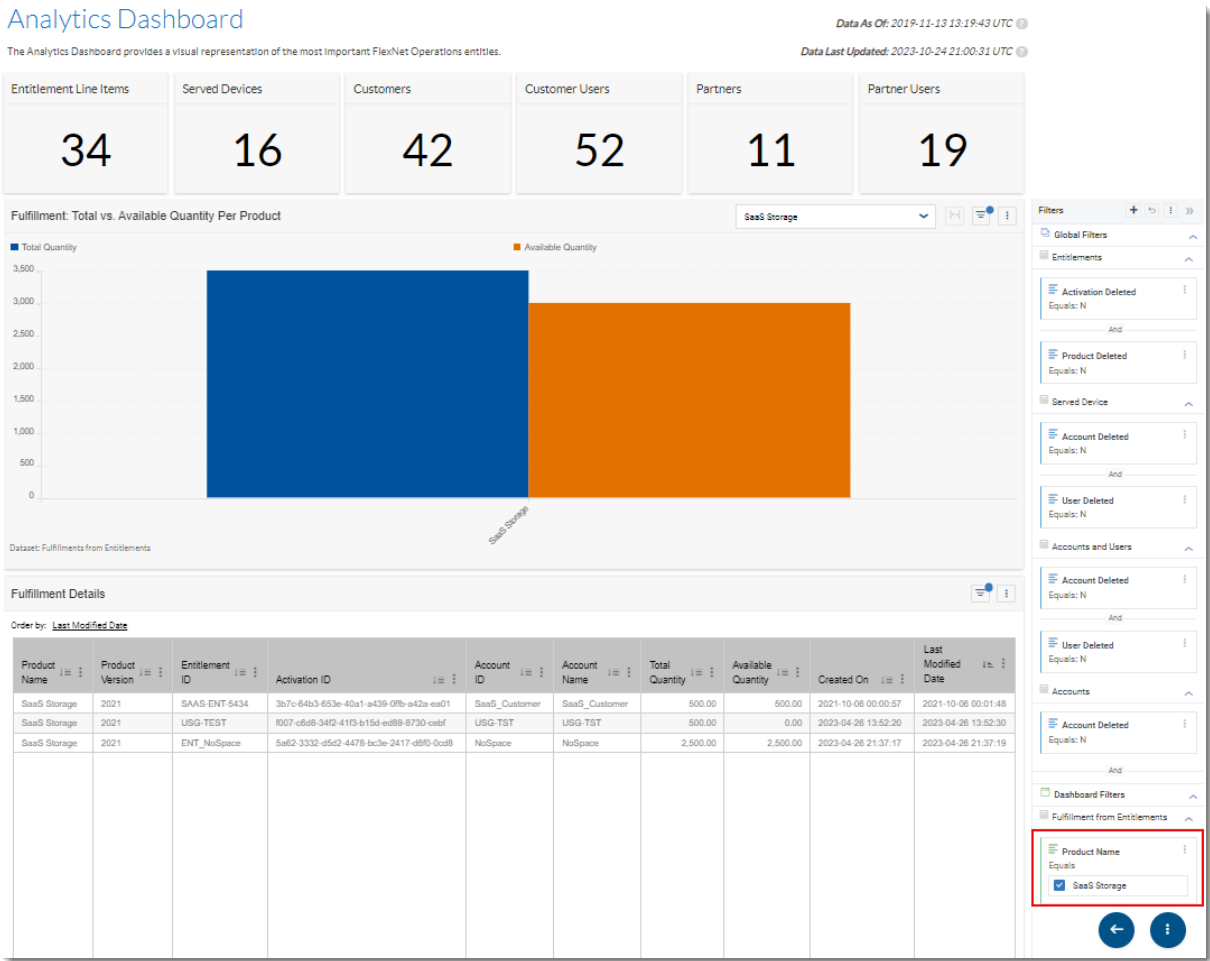 Analytics Dashboard
Data As Of: 2019-11-13 13:19:43 UTC
The Analytics Dashboard provides a visual representation of the most important FlexNet Operations entities.
Data Last Updated: 2023-10-24 21:00:31 UTC
Entitlement Line Items
34
Served Devices
16
Customers
42
Customer Users
52
Partners
11
Partner Users
19
Fulfillment: Total vs. Available Quantity Per Product
SaaS Storage
Total Quantity
Available Quantity
3,500
3,000
2,500
2,000
1,500
1,000
500
0
SaaS Storage
Dataset: Fulfillments from Entitlements
Fulfillment Details
Order by: Last Modified Date
Product Name Product Version Entitlement ID Activation ID Account ID Account Name Total Quantity Available Quantity Created On Last Modified Date
SaaS Storage 2021 SAAS-ENT-5434 3b7c-64b3-653e-40a1-a439-0ffb-a42a-ea01 SaaS_Customer SaaS_Customer 500.00 500.00 2021-10-06 00:00:57 2021-10-06 00:01:48
SaaS Storage 2021 USG-TEST f007-c6d8-34f2-41f3-b15d-ed89-8730-cebf USG-TST USG-TST 500.00 0.00 2023-04-26 13:52:20 2023-04-26 13:52:30
SaaS Storage 2021 ENT_NoSpace 5a62-3332-d5d2-4478-bc3e-2417-d6f0-0cd8 NoSpace NoSpace 2,500.00 2,500.00 2023-04-26 21:37:17 2023-04-26 21:37:19
Filters
Global Filters
Entitlements
Activation Deleted
Equals: N
And
Product Deleted
Equals: N
Served Device
Account Deleted
Equals: N
And
User Deleted
Equals: N
Accounts and Users
Account Deleted
Equals: N
And
User Deleted
Equals: N
Accounts
Account Deleted
Equals: N
And
Dashboard Filters
Fulfillment from Entitlements
Product Name
Equals
SaaS Storage